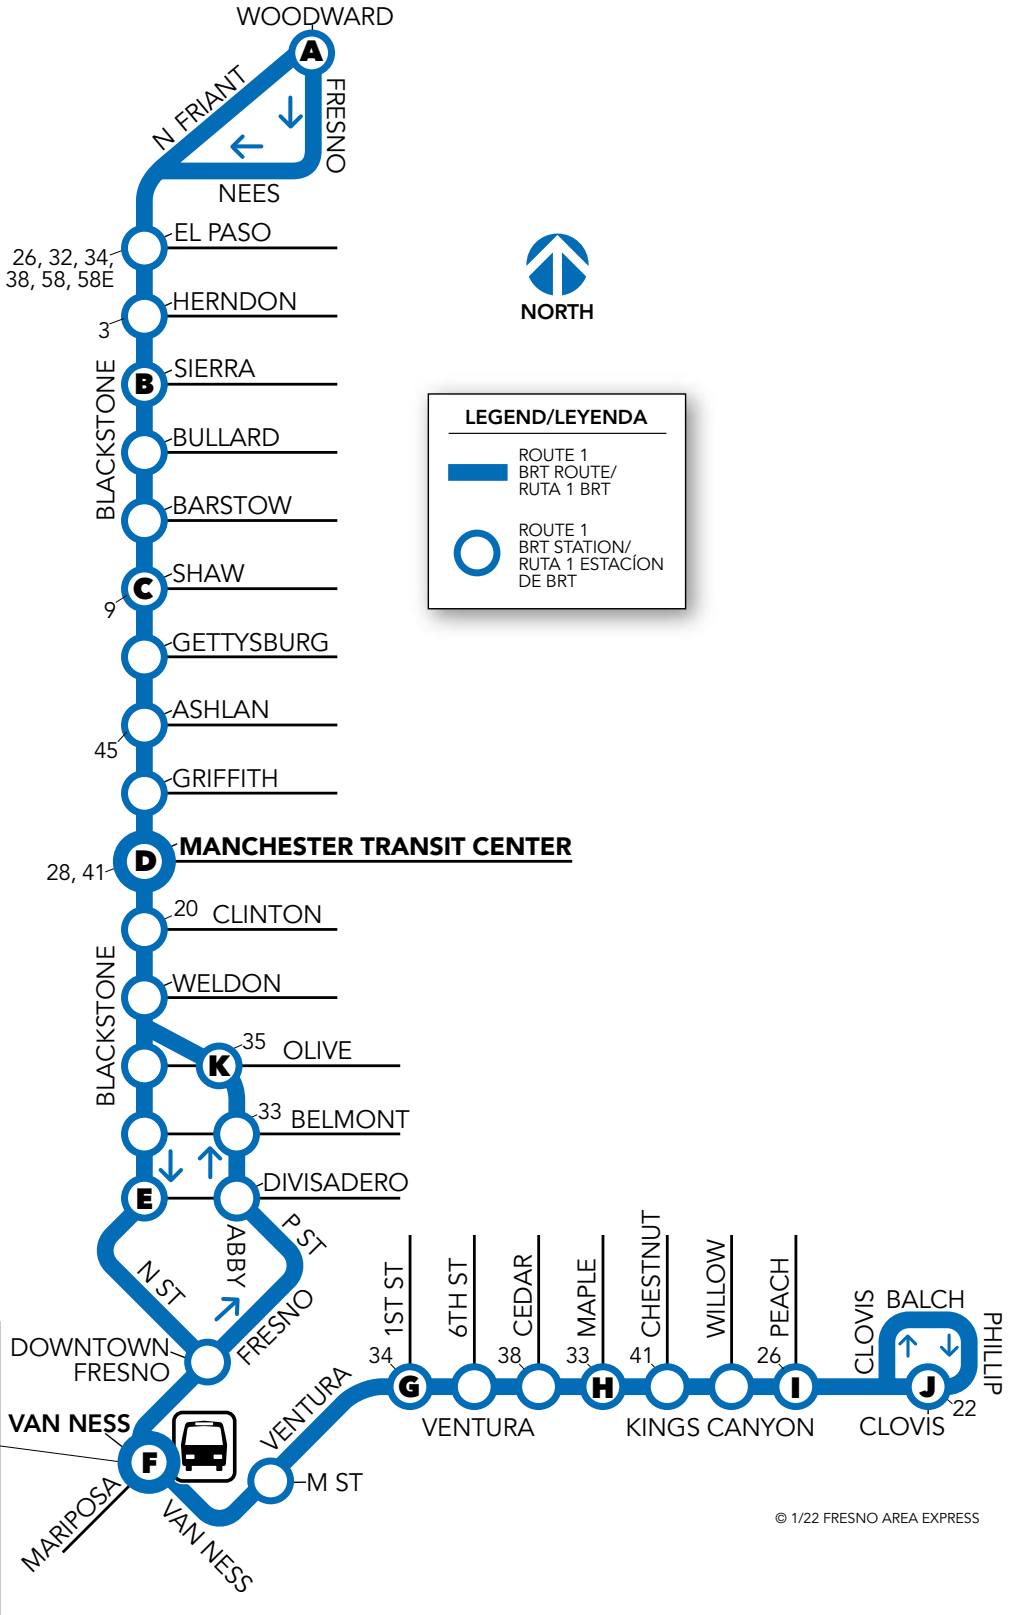 WOODWARD
A
N FRIANT
FRESNO
NEES
EL PASO
26, 32, 34,
38, 58, 58E
HERNDON
3
BLACKSTONE
SIERRA
B
BULLARD
BARSTOW
SHAW
C
9
GETTYSBURG
ASHLAN
45
GRIFFITH
MANCHESTER TRANSIT CENTER
D
28, 41
20 CLINTON
BLACKSTONE
WELDON
35 OLIVE
K
33 BELMONT
DIVISADERO
E
ABBY
P ST
N ST
FRESNO
DOWNTOWN
FRESNO
VAN NESS
F
MARIPOSA
VAN NESS
M ST
VENTURA
NORTH
LEGEND/LEYENDA
ROUTE 1
BRT ROUTE/
RUTA 1 BRT
ROUTE 1
BRT STATION/
RUTA 1 ESTACÍON
DE BRT
1ST ST
6TH ST
CEDAR
MAPLE
CHESTNUT
WILLOW
PEACH
34
38
33
41
26
G
H
I
VENTURA
KINGS CANYON
CLOVIS
BALCH
PHILLIP
J
22
CLOVIS
© 1/22 FRESNO AREA EXPRESS